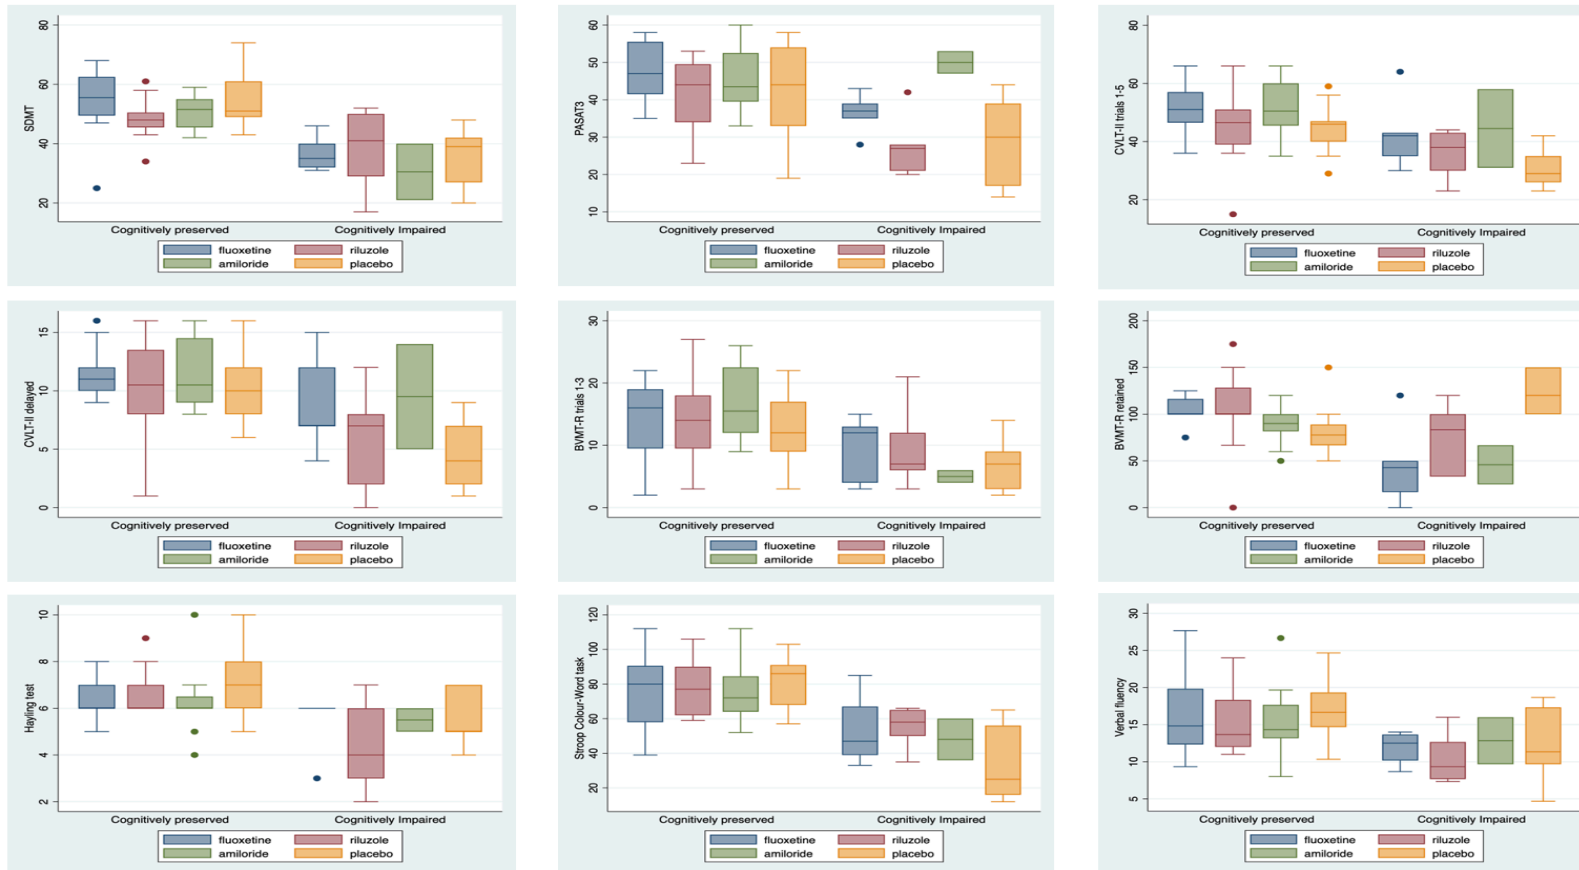 SDMT
80
60
40
20
Cognitively preserved Cognitively Impaired
fluoxetine riluzole
amiloride placebo
PASAT3
60
50
40
30
20
10
Cognitively preserved Cognitively Impaired
fluoxetine riluzole
amiloride placebo
CVLT-II trials 1-5
80
60
40
20
Cognitively preserved Cognitively Impaired
fluoxetine riluzole
amiloride placebo
CVLT-II delayed
15
10
5
0
Cognitively preserved Cognitively Impaired
fluoxetine riluzole
amiloride placebo
BVMT-R trials 1-3
30
20
10
0
Cognitively preserved Cognitively Impaired
fluoxetine riluzole
amiloride placebo
BVMT-R retained
200
150
100
50
0
Cognitively preserved Cognitively Impaired
fluoxetine riluzole
amiloride placebo
Hayling test
10
8
6
4
2
Cognitively preserved Cognitively Impaired
fluoxetine riluzole
amiloride placebo
Stroop Colour-Word task
120
100
80
60
40
20
Cognitively preserved Cognitively Impaired
fluoxetine riluzole
amiloride placebo
Verbal fluency
30
25
20
15
10
5
Cognitively preserved Cognitively Impaired
fluoxetine riluzole
amiloride placebo